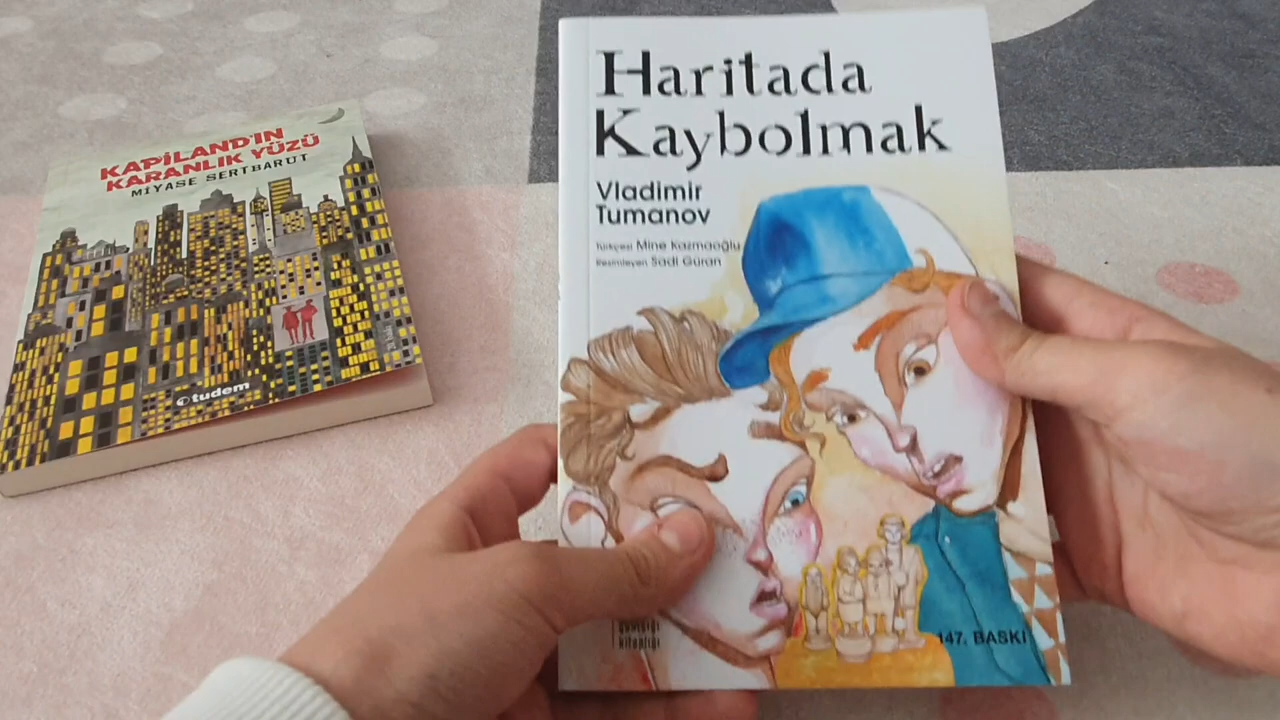 KAPİLAND'IN
KARANLIK YÜZÜ
MİYASE SERTBARUT
tudem
Haritada
Kaybolmak
Vladimir
Tumanov
Türkçesi Mine Kazmaoğlu
Resimleyen Sadi Güran
kitaplığı
147. BASKI